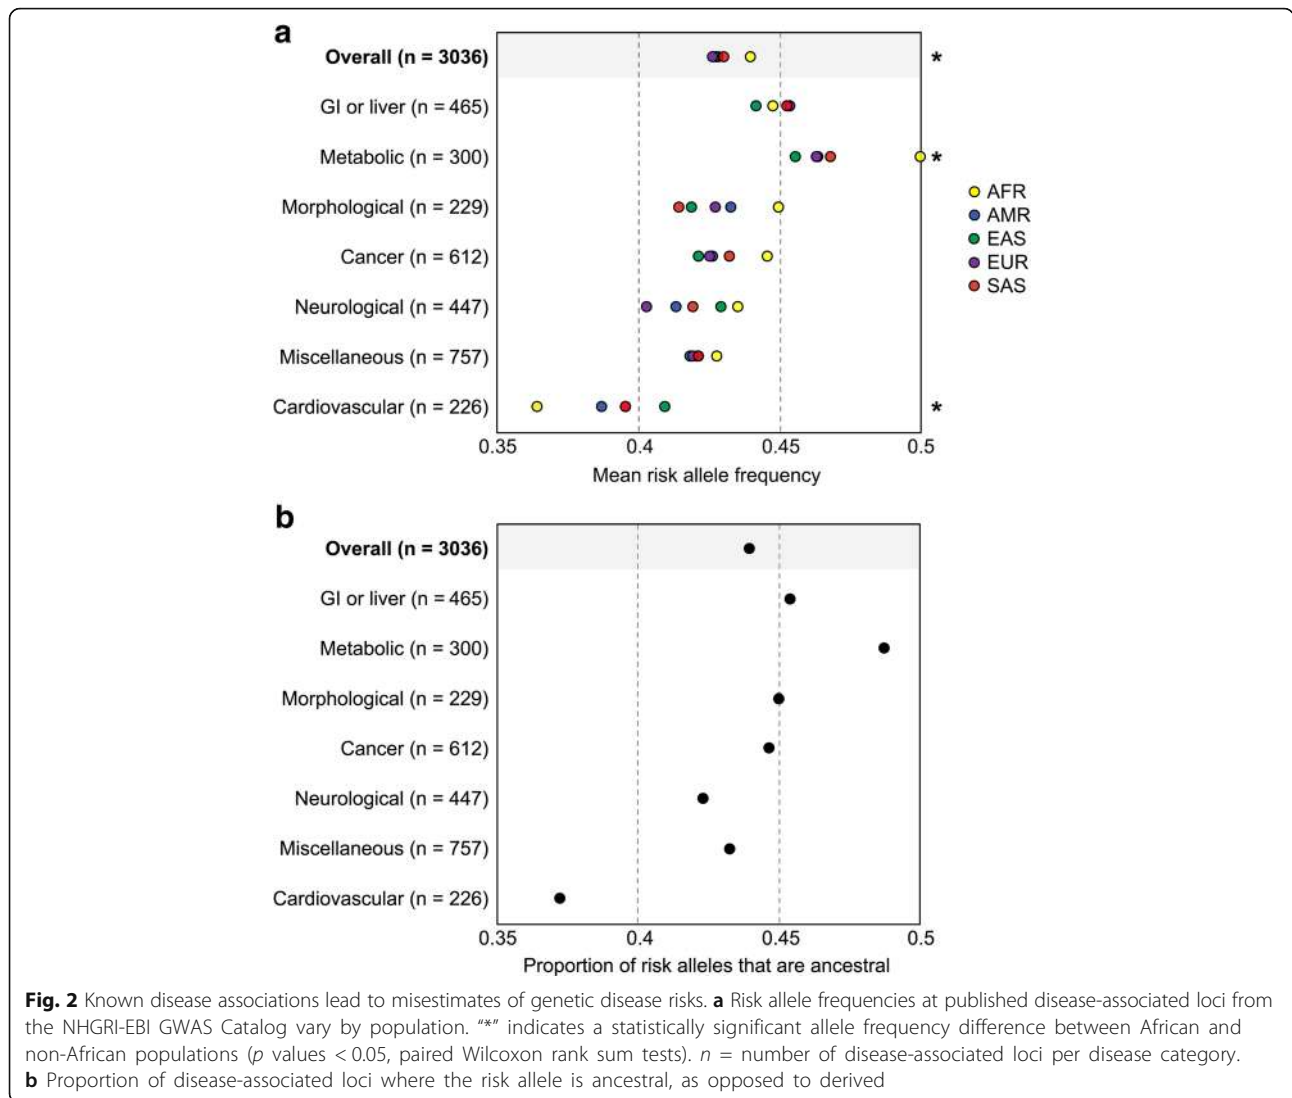 a
Overall (n = 3036)
*
GI or liver (n = 465)
Metabolic (n = 300)
*
Morphological (n = 229)
Cancer (n = 612)
Neurological (n = 447)
Miscellaneous (n = 757)
Cardiovascular (n = 226)
*
AFR
AMR
EAS
EUR
SAS
0.35 0.4 0.45 0.5
Mean risk allele frequency
b
Overall (n = 3036)
GI or liver (n = 465)
Metabolic (n = 300)
Morphological (n = 229)
Cancer (n = 612)
Neurological (n = 447)
Miscellaneous (n = 757)
Cardiovascular (n = 226)
0.35 0.4 0.45 0.5
Proportion of risk alleles that are ancestral
Fig. 2 Known disease associations lead to misestimates of genetic disease risks. a Risk allele frequencies at published disease-associated loci from
the NHGRI-EBI GWAS Catalog vary by population. “*” indicates a statistically significant allele frequency difference between African and
non-African populations (p values < 0.05, paired Wilcoxon rank sum tests). n = number of disease-associated loci per disease category.
b Proportion of disease-associated loci where the risk allele is ancestral, as opposed to derived